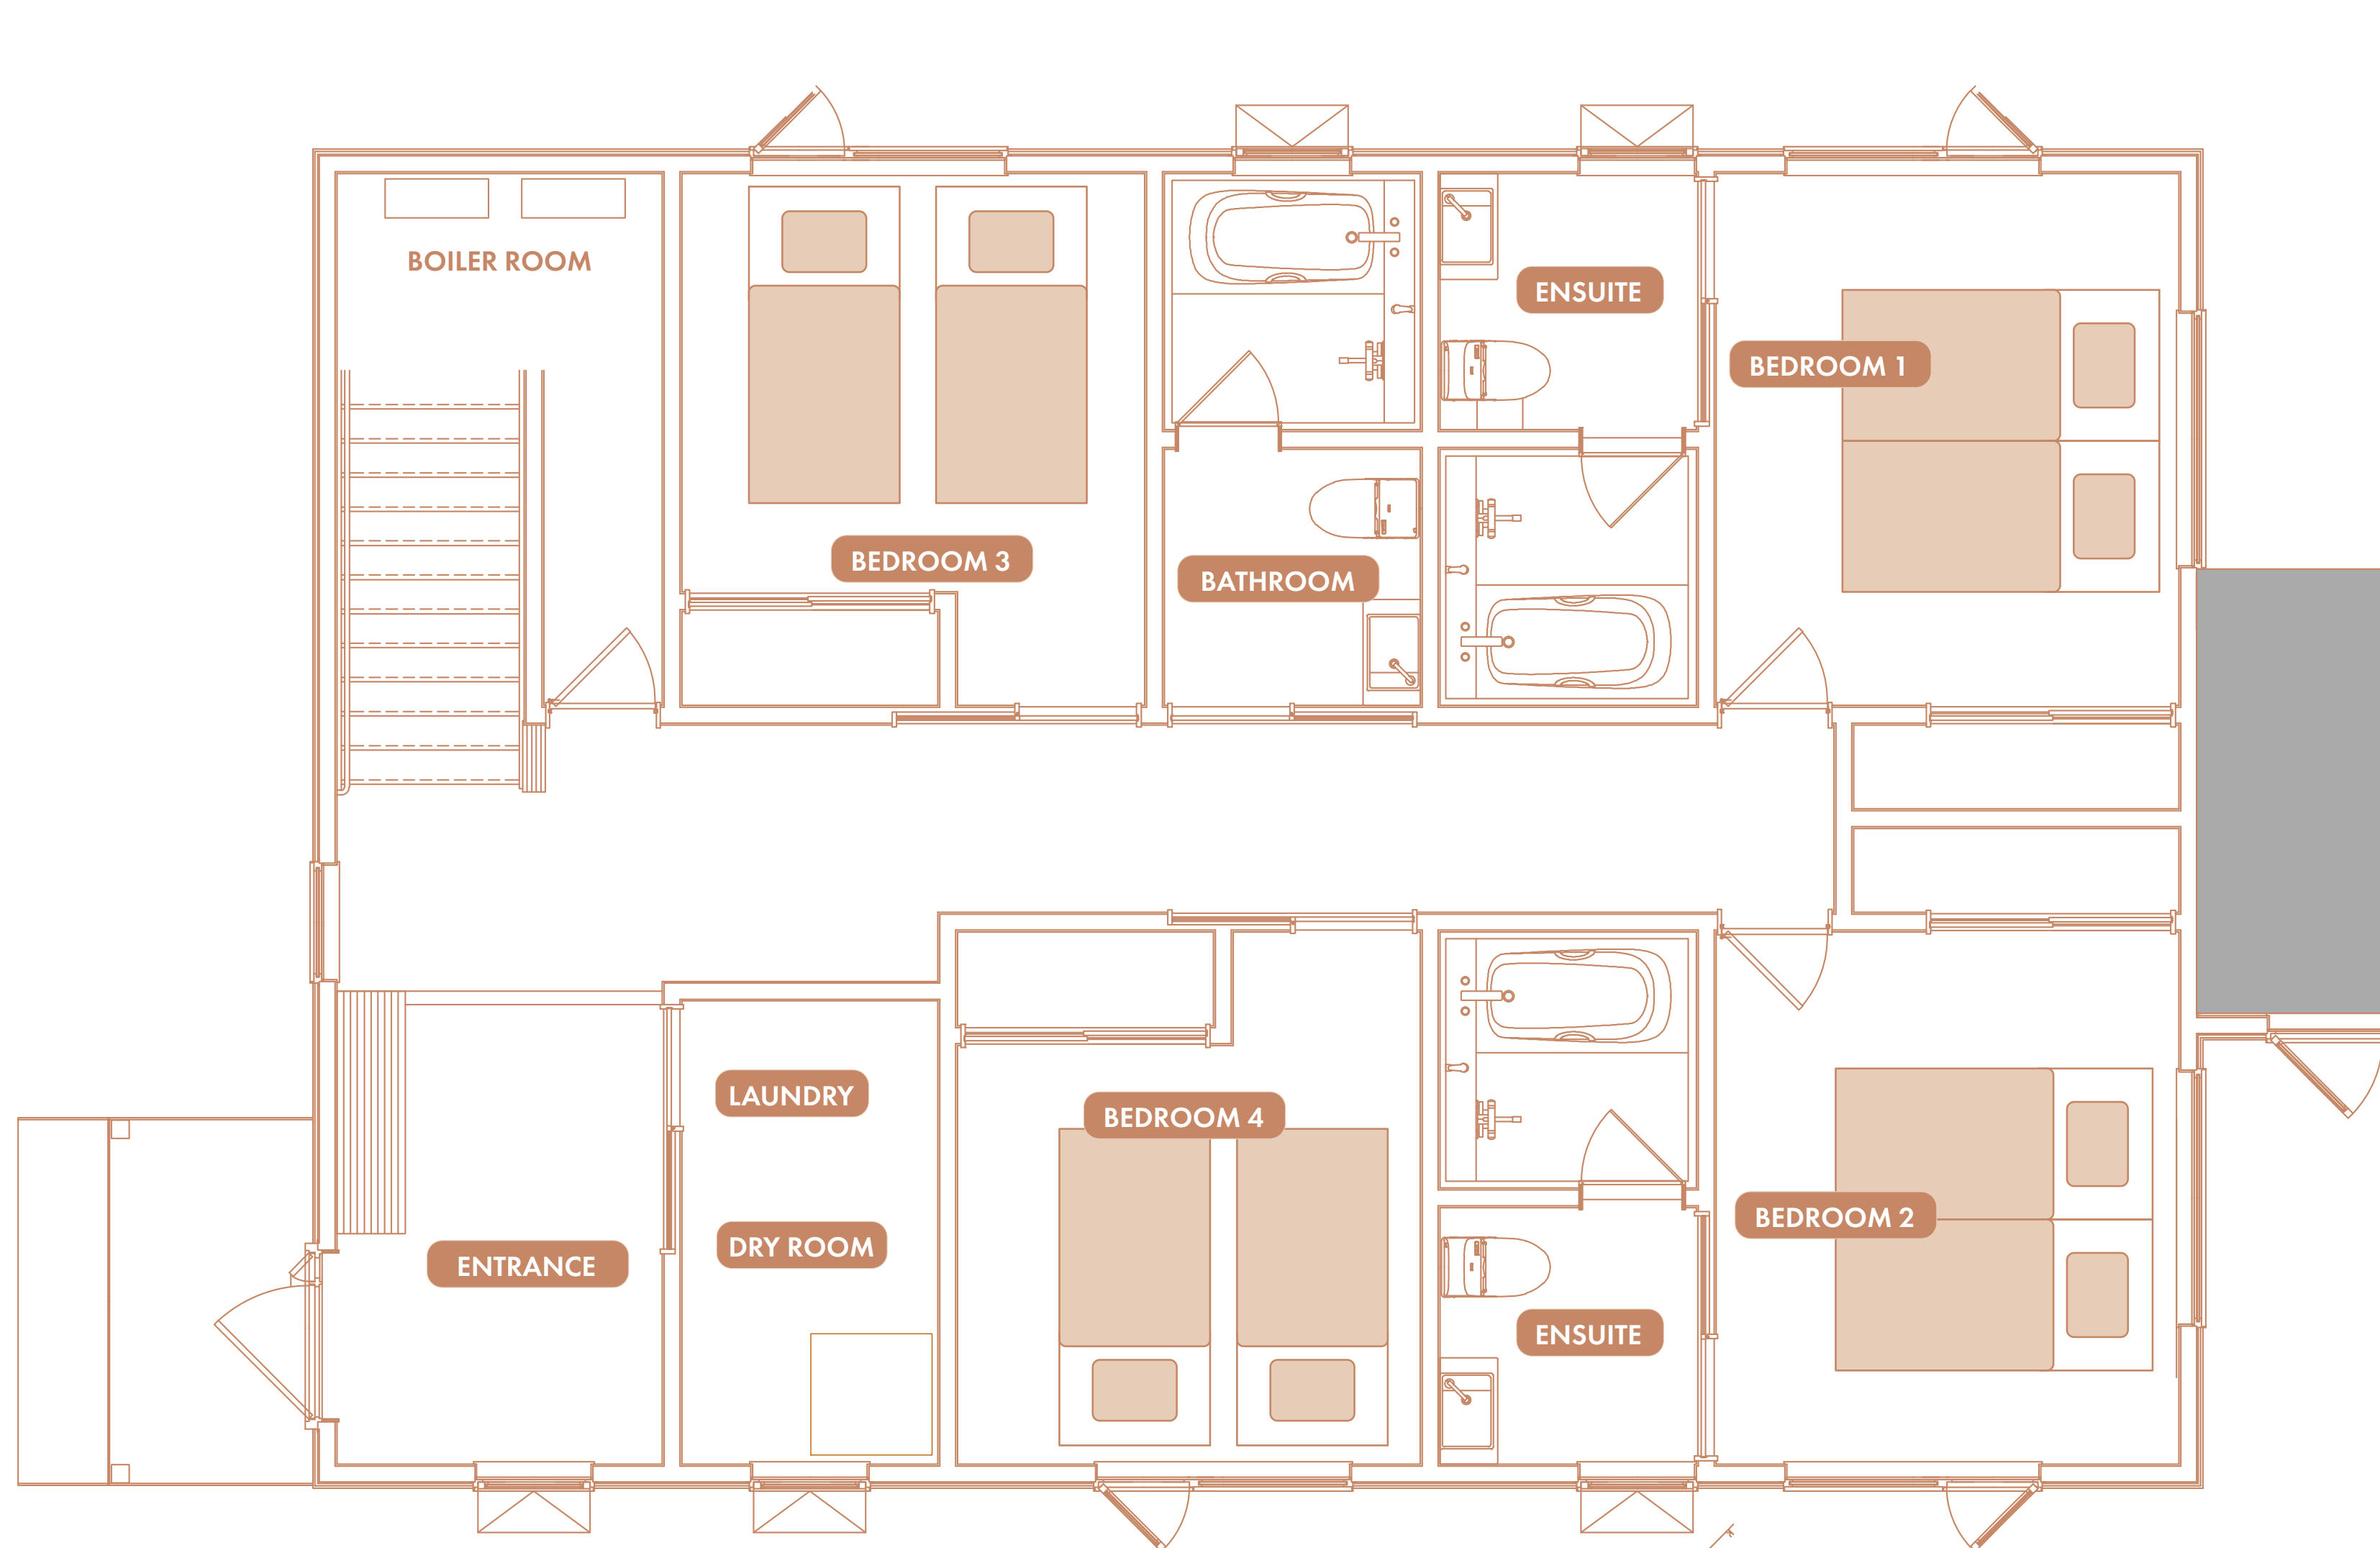 BOILER ROOM
ENSUITE
BEDROOM 1
BEDROOM 3
BATHROOM
LAUNDRY
BEDROOM 4
DRY ROOM
BEDROOM 2
ENTRANCE
ENSUITE